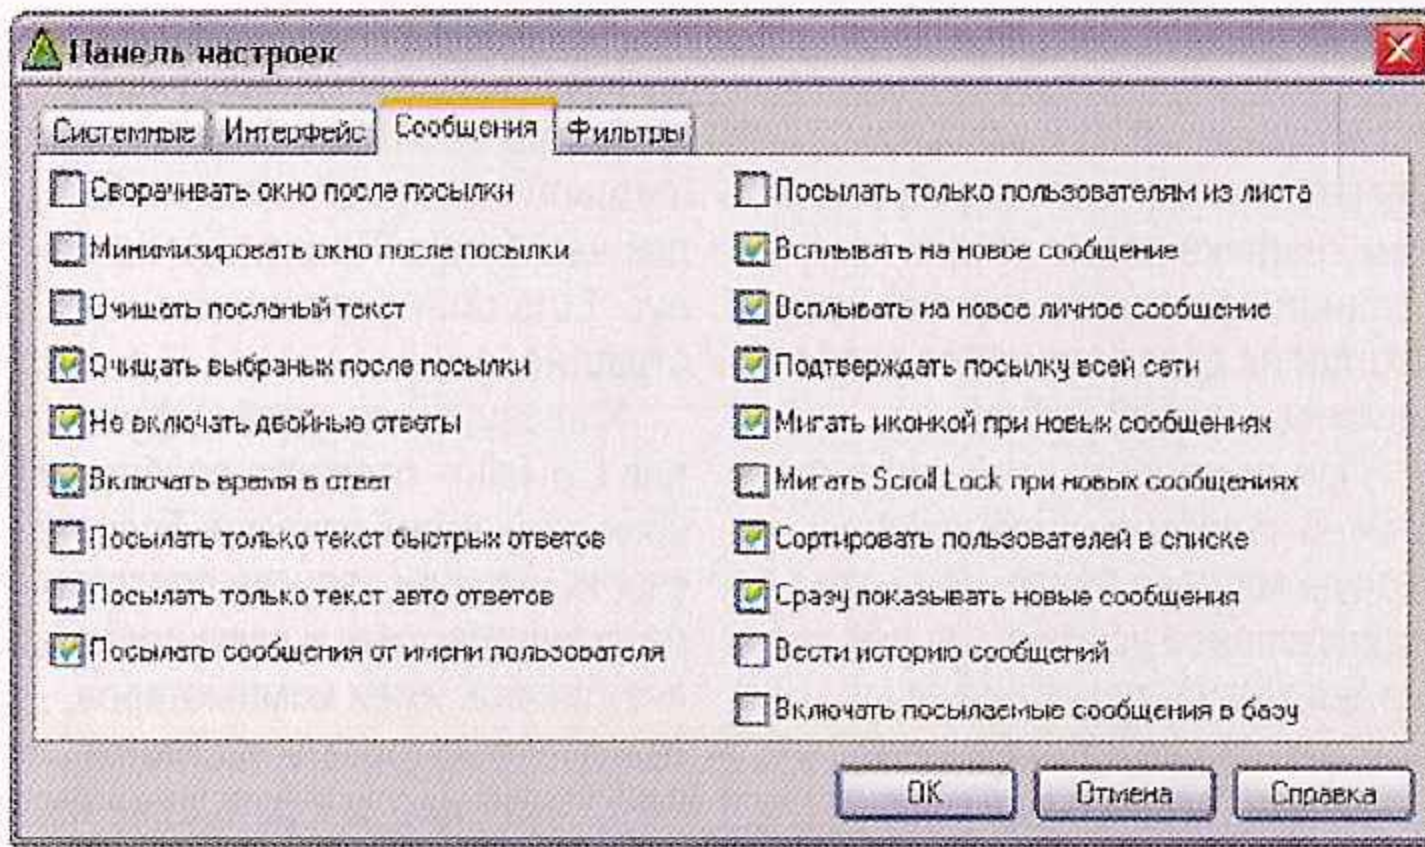 Панель настроек
Системные Интерфейс Сообщения Фильтры
Сворачивать окно после посылки
Минимизировать окно после посылки
Очищать посланый текст
Очищать выбраных после посылки
Не включать двойные ответы
Включать время в ответ
Посылать только текст быстрых ответов
Посылать только текст авто ответов
Посылать сообщения от имени пользователя
Посылать только пользователям из листа
Всплывать на новое сообщение
Всплывать на новое личное сообщение
Подтверждать посылку всей сети
Мигать иконкой при новых сообщениях
Мигать Scroll Lock при новых сообщениях
Сортировать пользователей в списке
Сразу показывать новые сообщения
Вести историю сообщений
Включать посылаемые сообщения в базу
OK Отмена Справка